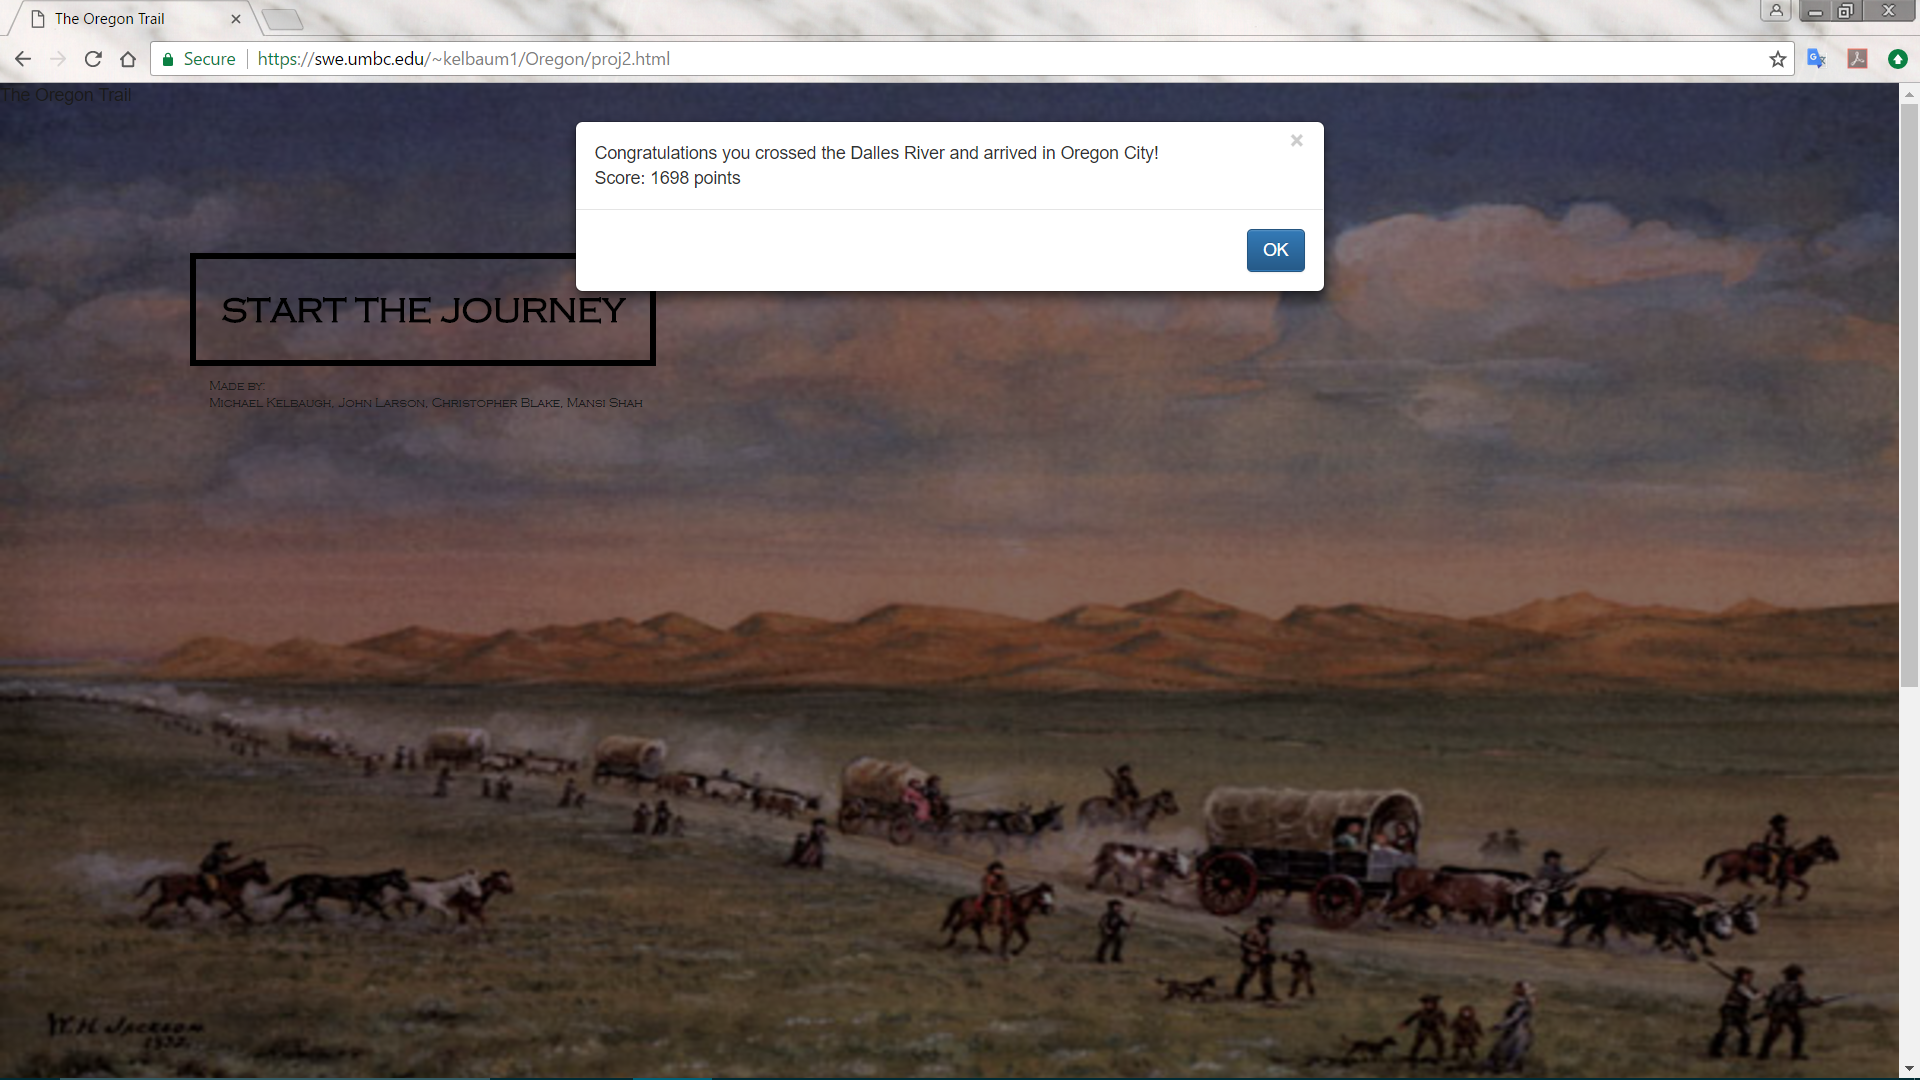 The Oregon Trail
Secure https://swe.umbc.edu/~kelbaum1/Oregon/proj2.html
The Oregon Trail
Congratulations you crossed the Dalles River and arrived in Oregon City!
Score: 1698 points
OK
START THE JOURNEY
MADE BY:
MICHAEL KELBAUGH, JOHN LARSON, CHRISTOPHER BLAKE, MANSI SHAH
W. H. JACKSON